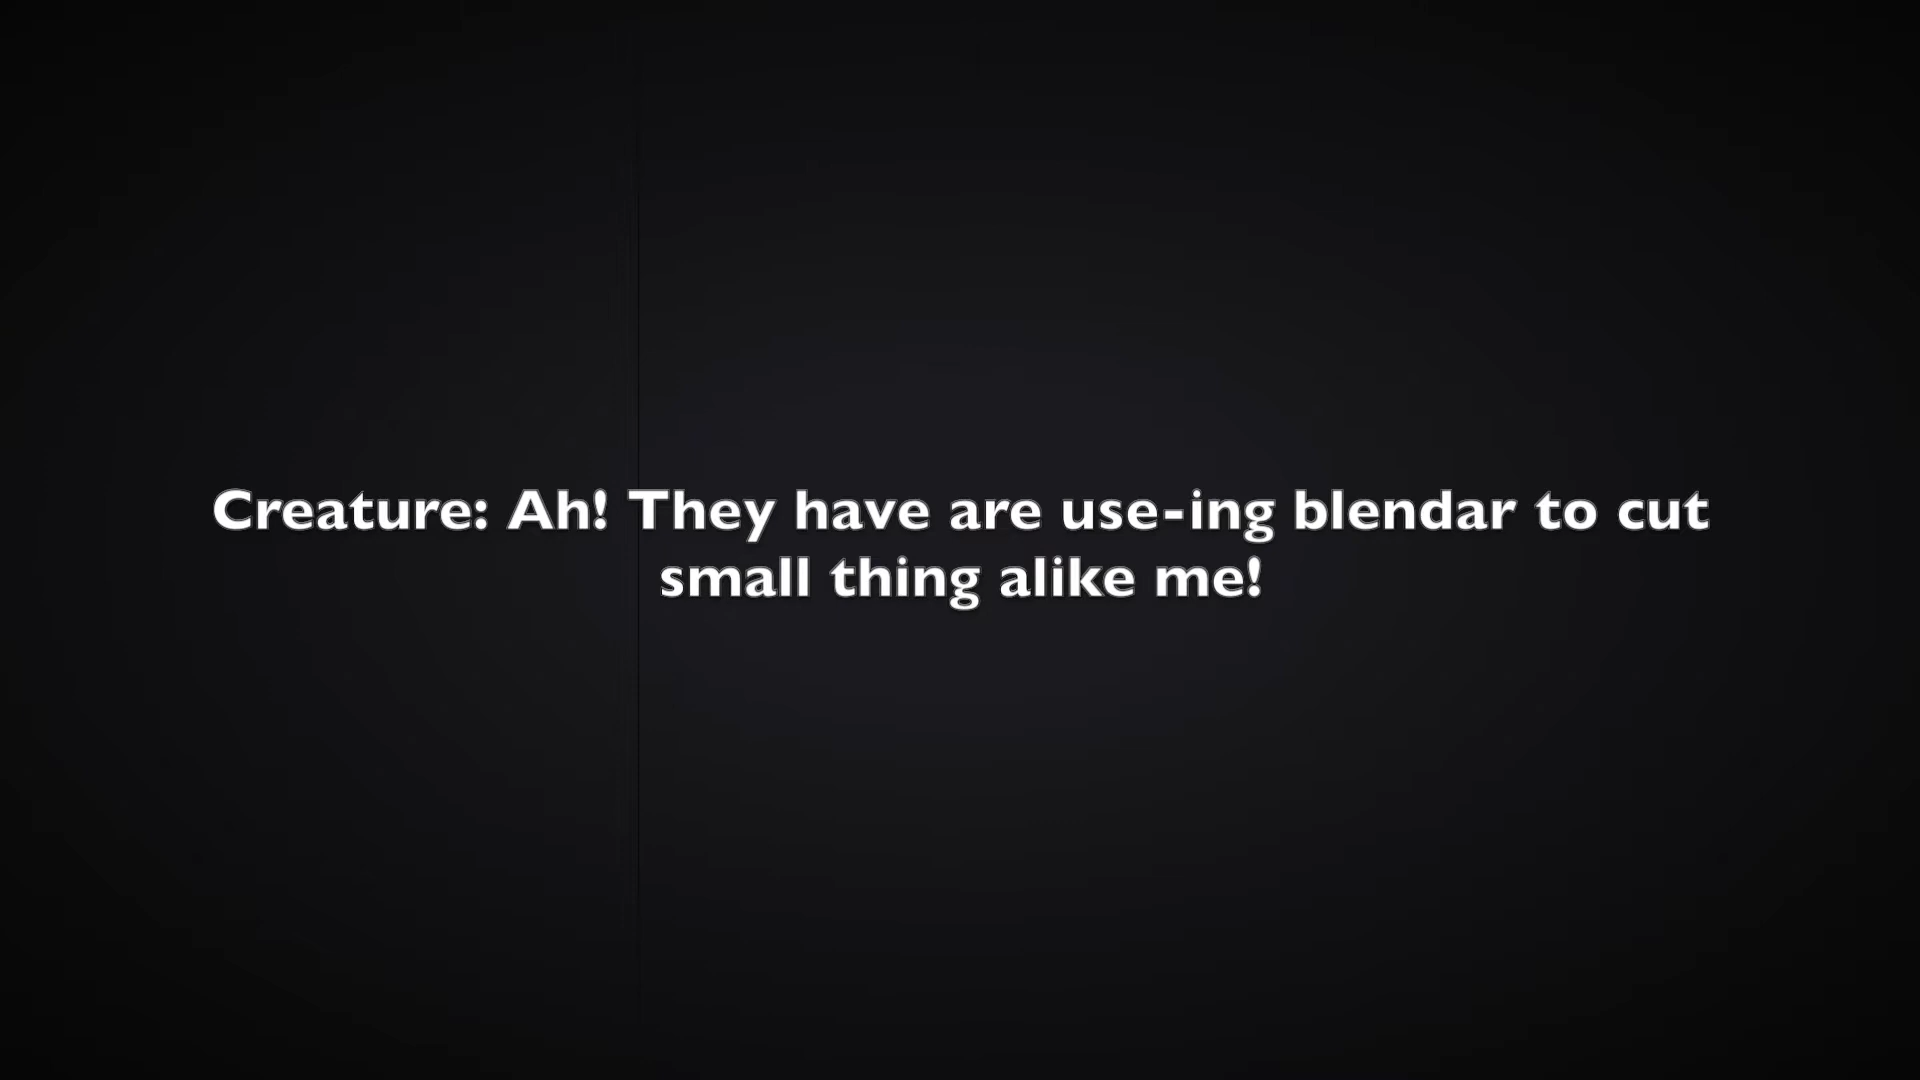 Creature: Ah! They have are use-ing blendar to cut
small thing alike me!